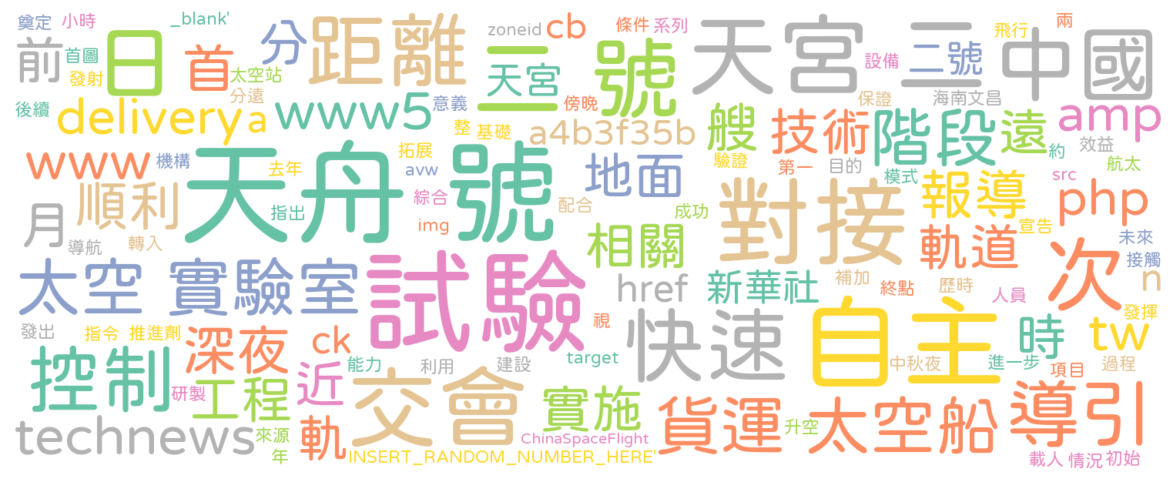 奠定 小時 _blank' 分 距離 zoneid cb 條件 系列 天宮二 飛行 兩
前 日 首 首圖 發射 太空站 天宮 三 號 設備 二號 中國
後續 分遠 delivery a www5 意義 傍晚 保證 海南文昌 amp
整 基礎 a4b3f35b 艘 技術 階段 遠 約 效益
www 機構 去年 拓展 avw 地面 驗證 第一 目的 模式 航太
順利 天舟 號 綜合 配合 成功 對接 報導 src php
月 導航 轉入 指出 img 相關 軌道 宣告 未來 接觸
太空 實驗室 試驗 href 新華社 補加 終點 歷時 人員 次 n
發出 指令 推進劑 深夜 ck 視 快速 自主 時 tw 發揮
控制 研製 工程 近 能力 利用 建設 target 中秋夜 進一步 項目 過程
technews 來源 年 軌 交會 實施 貨運 升空 太空船 導引
ChinaSpaceFlight
INSERT_RANDOM_NUMBER_HERE' 載人 情況 初始